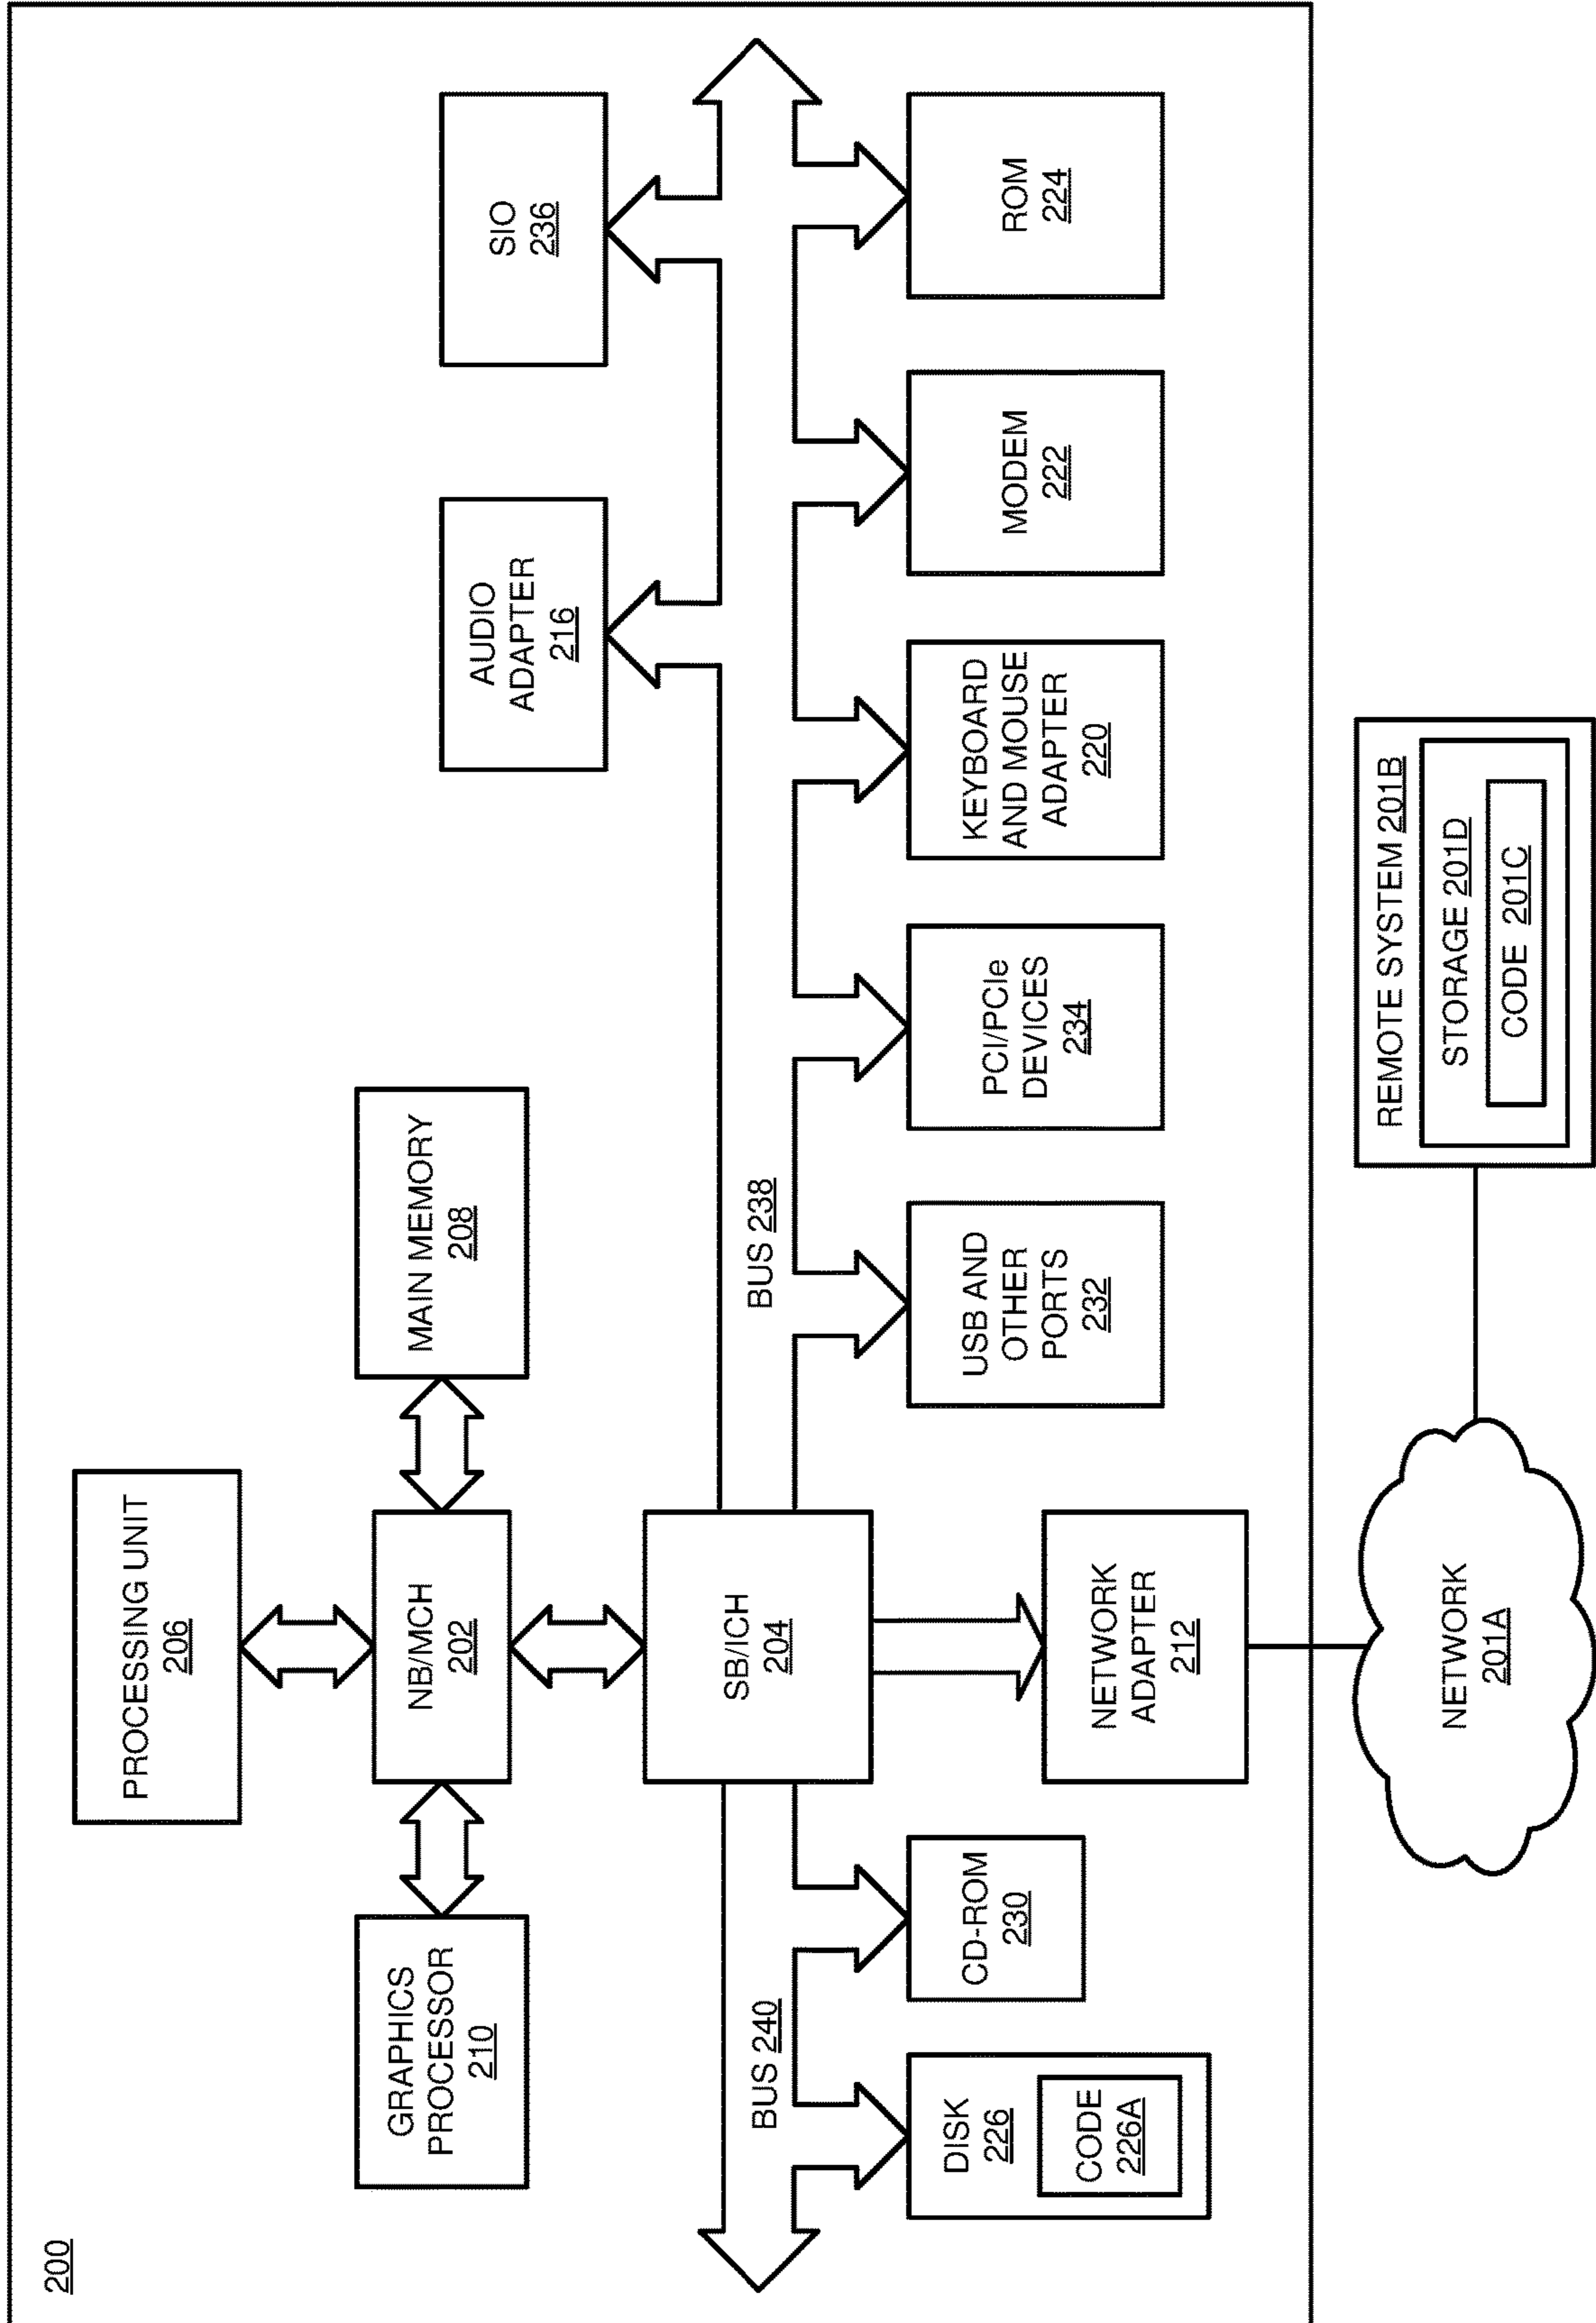 200
PROCESSING UNIT
206
GRAPHICS
PROCESSOR
210
NB/MCH
202
MAIN MEMORY
208
AUDIO
ADAPTER
216
SIO
236
SB/ICH
204
BUS 240
BUS 238
DISK
226
CODE
226A
CD-ROM
230
NETWORK
ADAPTER
212
USB AND
OTHER
PORTS
232
PCI/PCIe
DEVICES
234
KEYBOARD
AND MOUSE
ADAPTER
220
MODEM
222
ROM
224
NETWORK
201A
REMOTE SYSTEM 201B
STORAGE 201D
CODE 201C